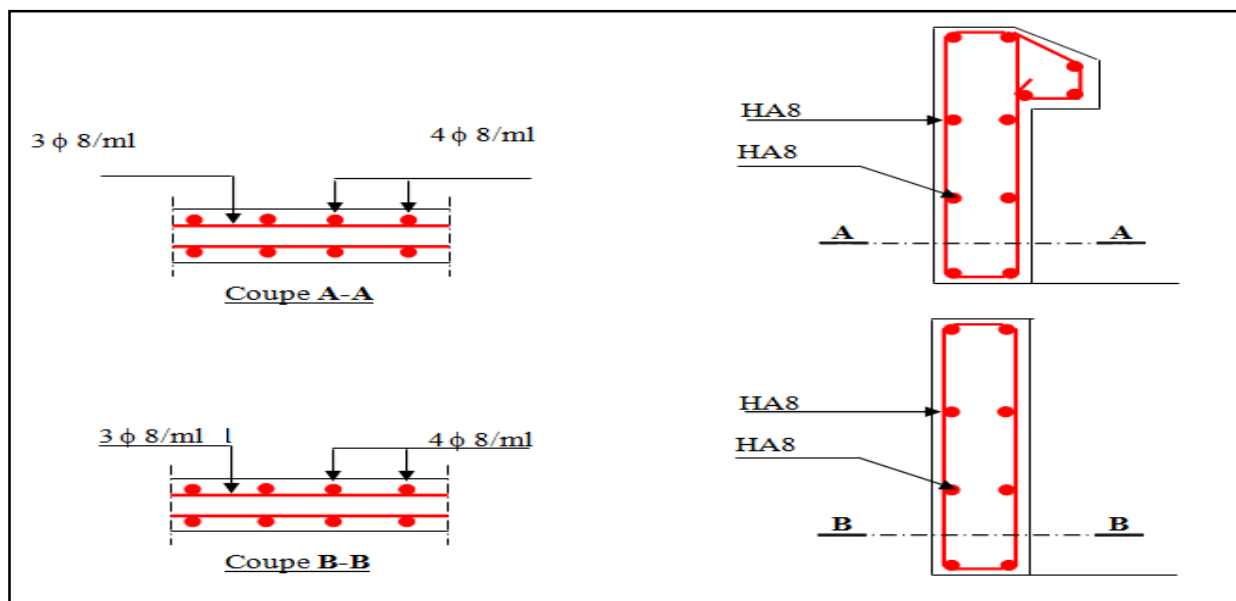 3 ϕ 8/ml
4 ϕ 8/ml
Coupe A-A
HA8
HA8
A
A
3 ϕ 8/ml l
4 ϕ 8/ml
Coupe B-B
HA8
HA8
B
B